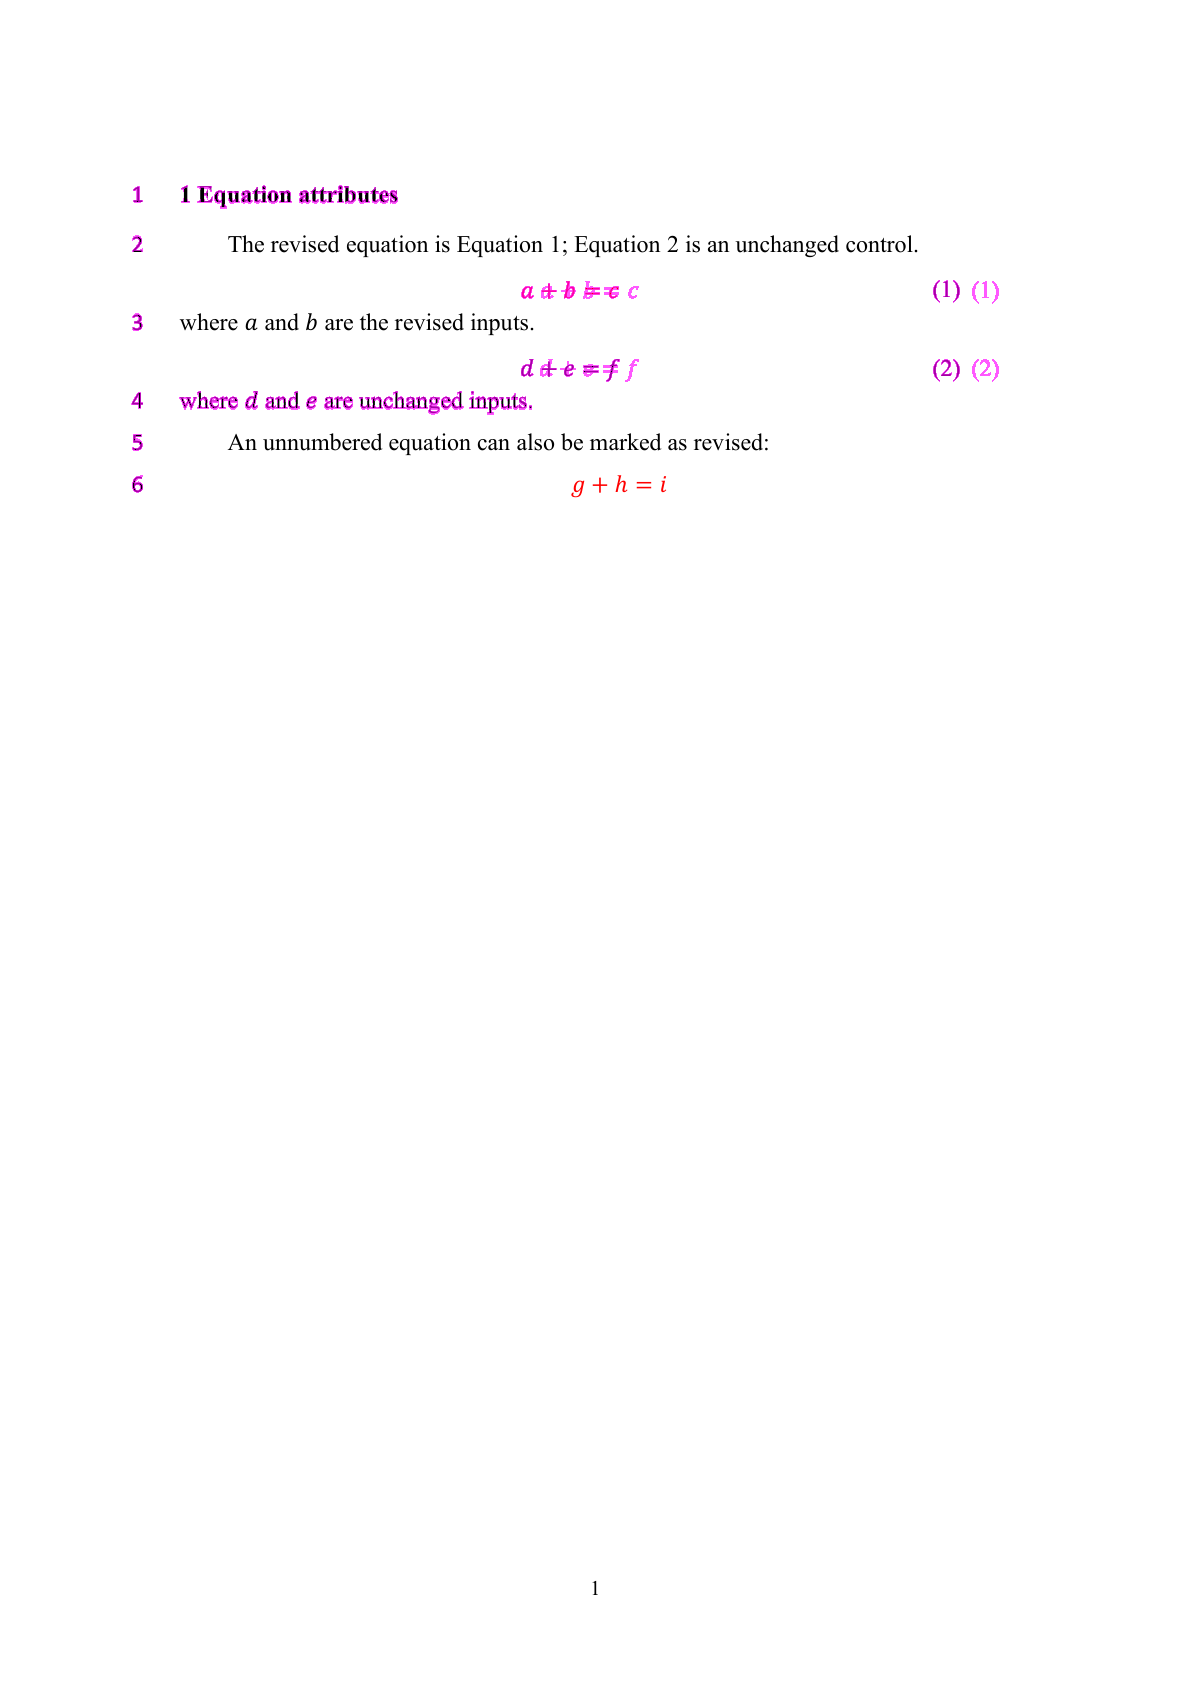 1 1 Equation attributes
2 The revised equation is Equation 1; Equation 2 is an unchanged control.
a + b = c (1) (1)
3 where a and b are the revised inputs.
d + e = f (2) (2)
4 where d and e are unchanged inputs.
5 An unnumbered equation can also be marked as revised:
6 g + h = i
1